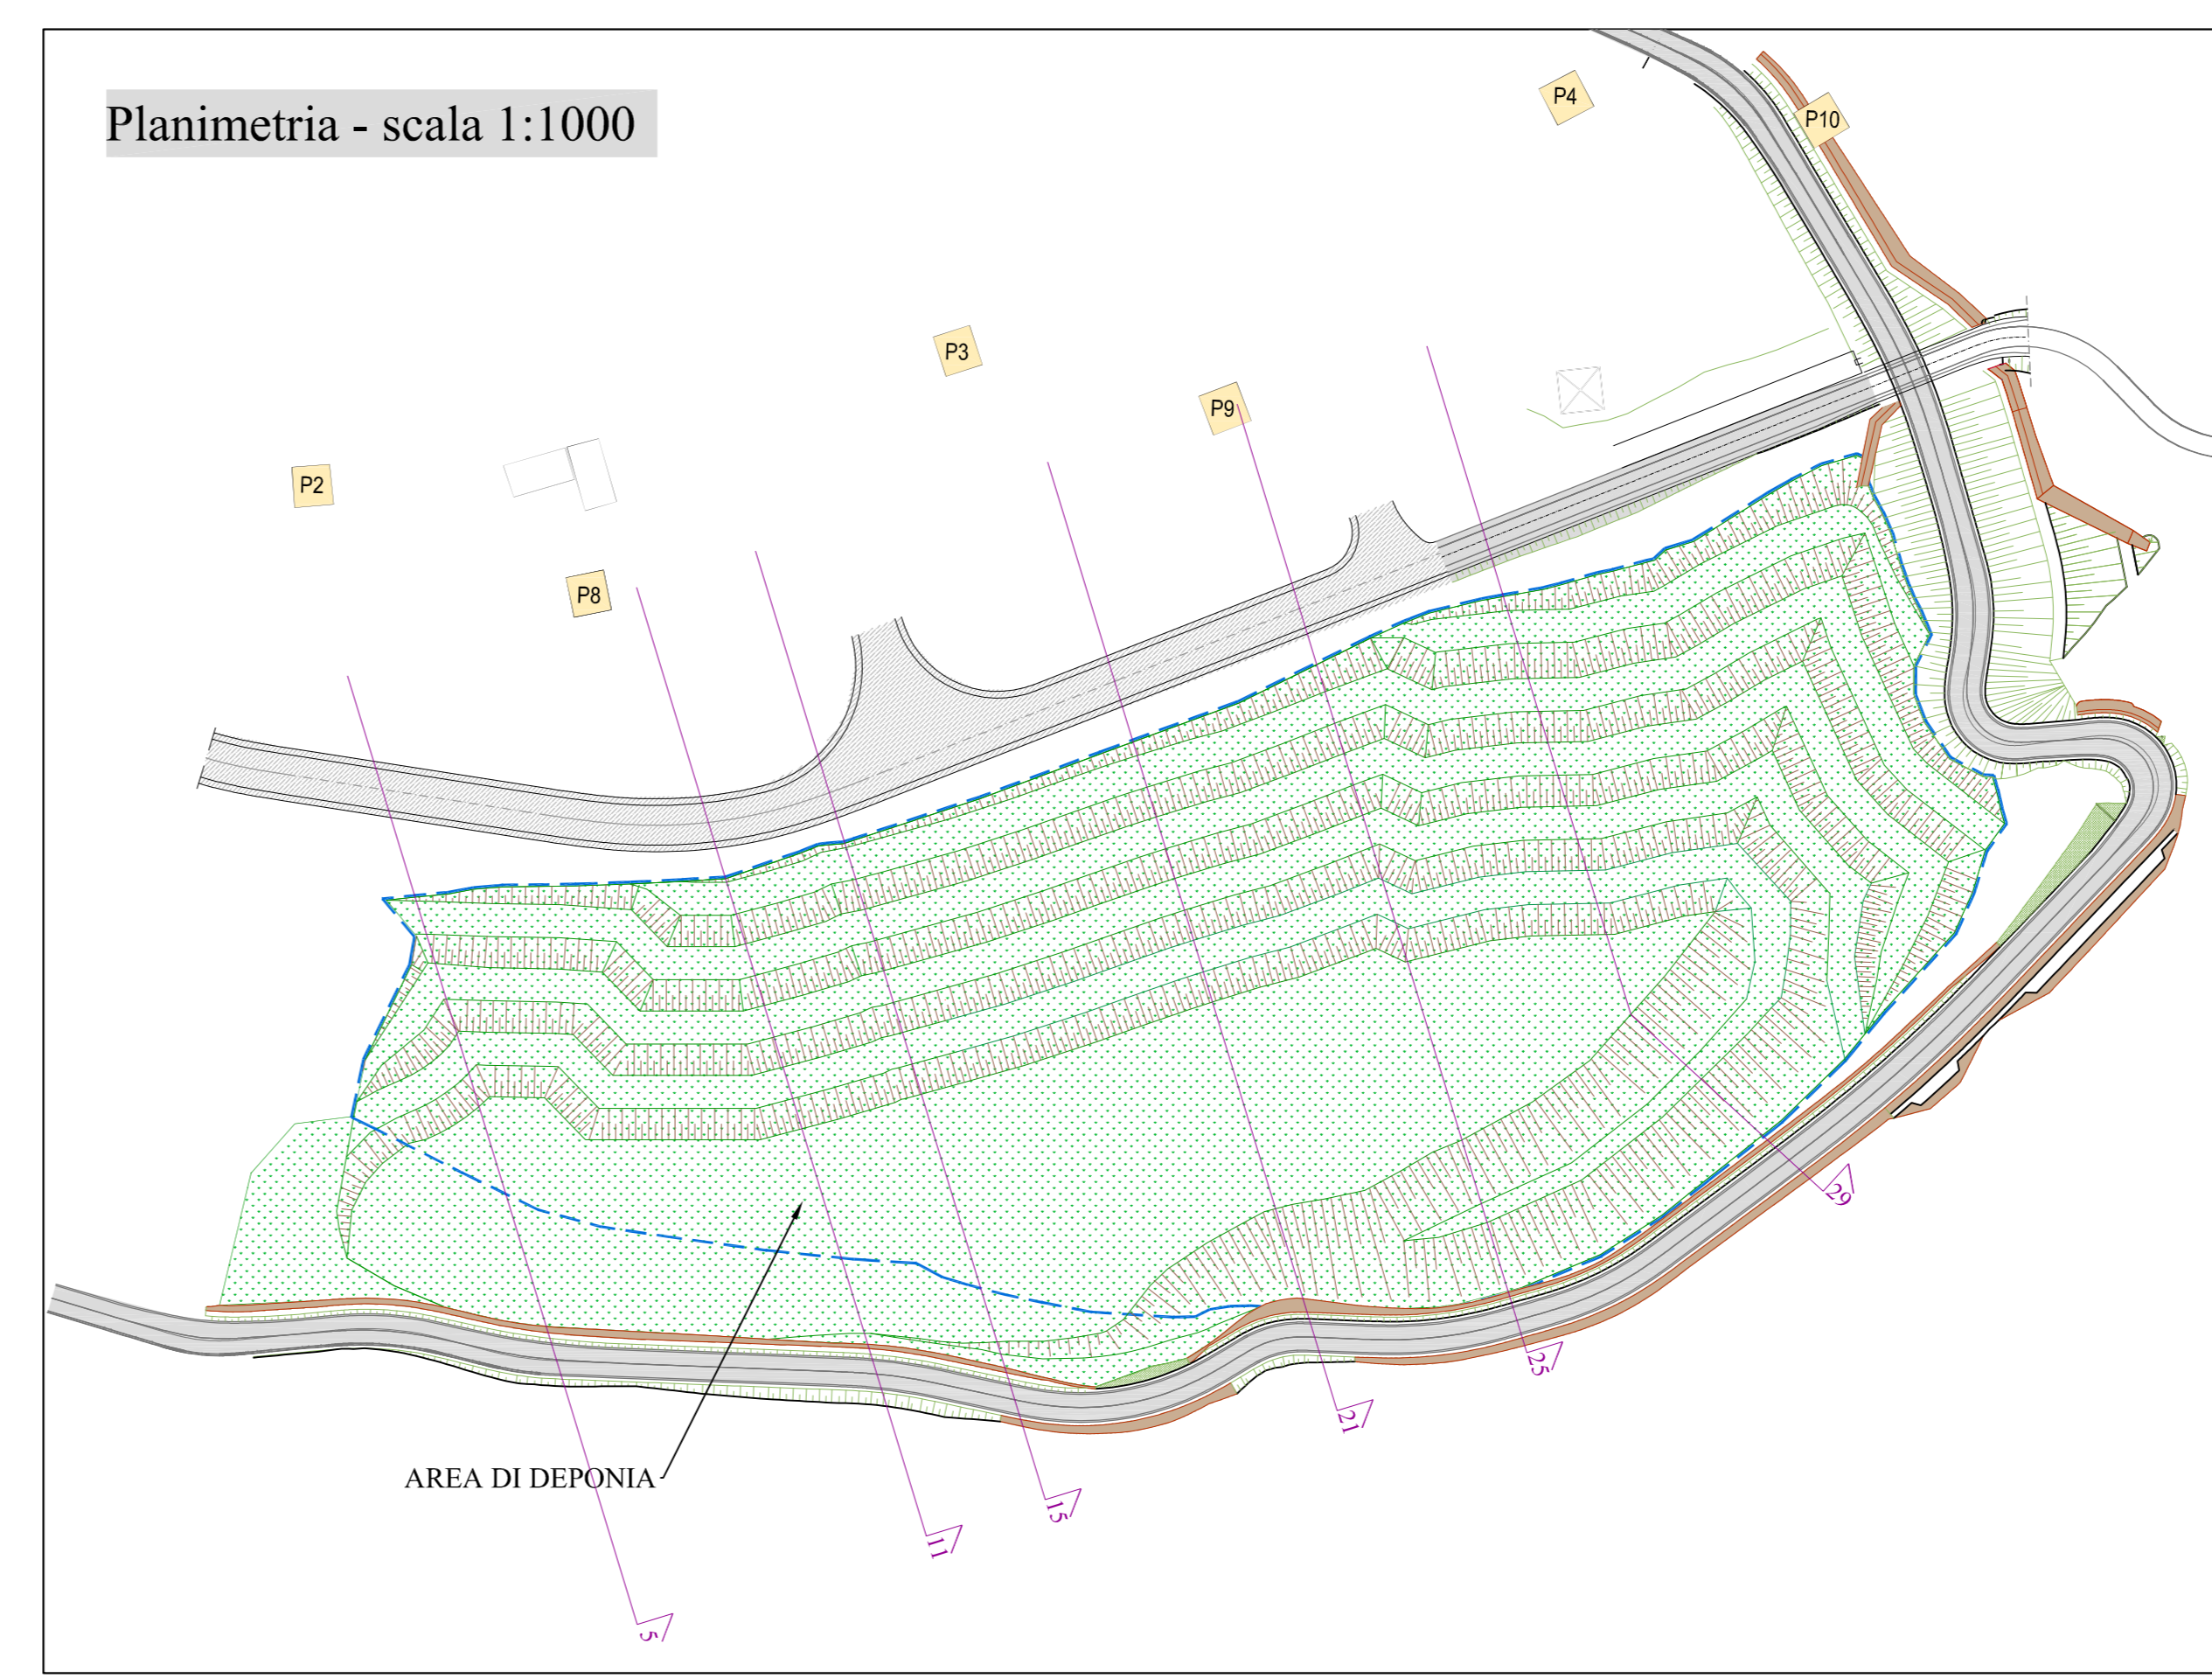 Planimetria - scala 1:1000
P4
P10
P3
P9
P2
P8
29
25
21
AREA DI DEPONIA
15
11
5